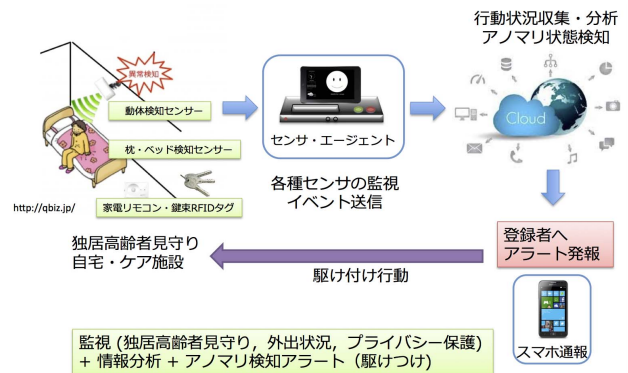 行動状況収集・分析
アノマリ状態検知
異常検知
動体検知センサー
Cloud
センサ・エージェント
枕・ベッド検知センサー
各種センサの監視
イベント送信
http://qbiz.jp/
家電リモコン・鍵束RFIDタグ
独居高齢者見守り
自宅・ケア施設
登録者へ
アラート発報
駆け付け行動
スマホ通報
監視 (独居高齢者見守り，外出状況，プライバシー保護)
+ 情報分析 + アノマリ検知アラート（駆けつけ)